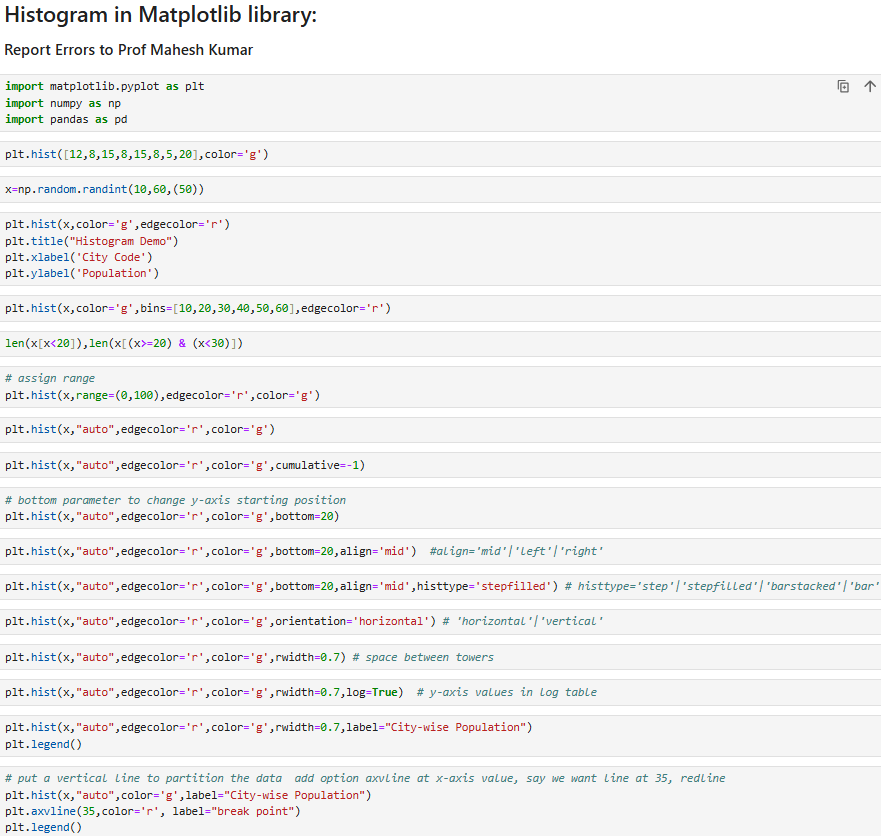 Histogram in Matplotlib library:
Report Errors to Prof Mahesh Kumar
import matplotlib.pyplot as plt
import numpy as np
import pandas as pd
plt.hist([12,8,15,8,15,8,5,20],color='g')
x=np.random.randint(10,60,(50))
plt.hist(x,color='g',edgecolor='r')
plt.title("Histogram Demo")
plt.xlabel('City Code')
plt.ylabel('Population')
plt.hist(x,color='g',bins=[10,20,30,40,50,60],edgecolor='r')
len(x[x<20]),len(x[(x>=20) & (x<30)])
# assign range
plt.hist(x,range=(0,100),edgecolor='r',color='g')
plt.hist(x,"auto",edgecolor='r',color='g')
plt.hist(x,"auto",edgecolor='r',color='g',cumulative=-1)
# bottom parameter to change y-axis starting position
plt.hist(x,"auto",edgecolor='r',color='g',bottom=20)
plt.hist(x,"auto",edgecolor='r',color='g',bottom=20,align='mid')  #align='mid'|'left'|'right'
plt.hist(x,"auto",edgecolor='r',color='g',bottom=20,align='mid',histtype='stepfilled') # histtype='step'|'stepfilled'|'barstacked'|'bar'
plt.hist(x,"auto",edgecolor='r',color='g',orientation='horizontal') # 'horizontal'|'vertical'
plt.hist(x,"auto",edgecolor='r',color='g',rwidth=0.7) # space between towers
plt.hist(x,"auto",edgecolor='r',color='g',rwidth=0.7,log=True)  # y-axis values in log table
plt.hist(x,"auto",edgecolor='r',color='g',rwidth=0.7,label="City-wise Population")
plt.legend()
# put a vertical line to partition the data  add option axvline at x-axis value, say we want line at 35, redline
plt.hist(x,"auto",color='g',label="City-wise Population")
plt.axvline(35,color='r', label="break point")
plt.legend()